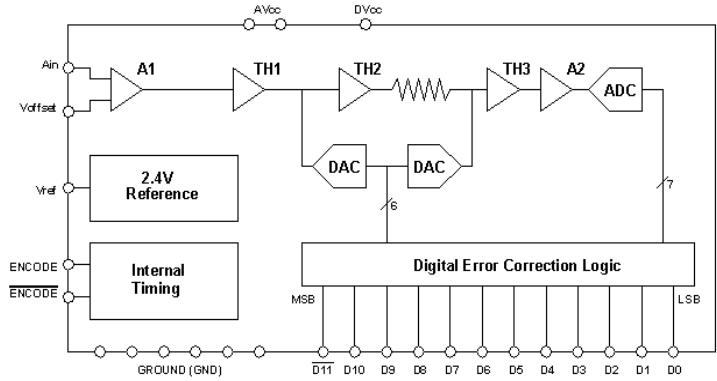 AVcc
DVcc
Ain
A1
TH1
TH2
TH3
A2
ADC
Voffset
DAC
DAC
2.4V
Reference
Vref
6
7
ENCODE
ENCODE
Internal
Timing
Digital Error Correction Logic
MSB
LSB
GROUND (GND)
D11
D10
D9
D8
D7
D6
D5
D4
D3
D2
D1
D0